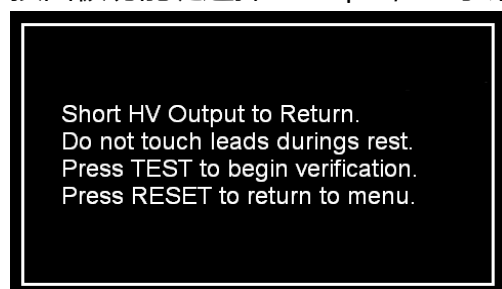 Short HV Output to Return.
Do not touch leads durings rest.
Press TEST to begin verification.
Press RESET to return to menu.